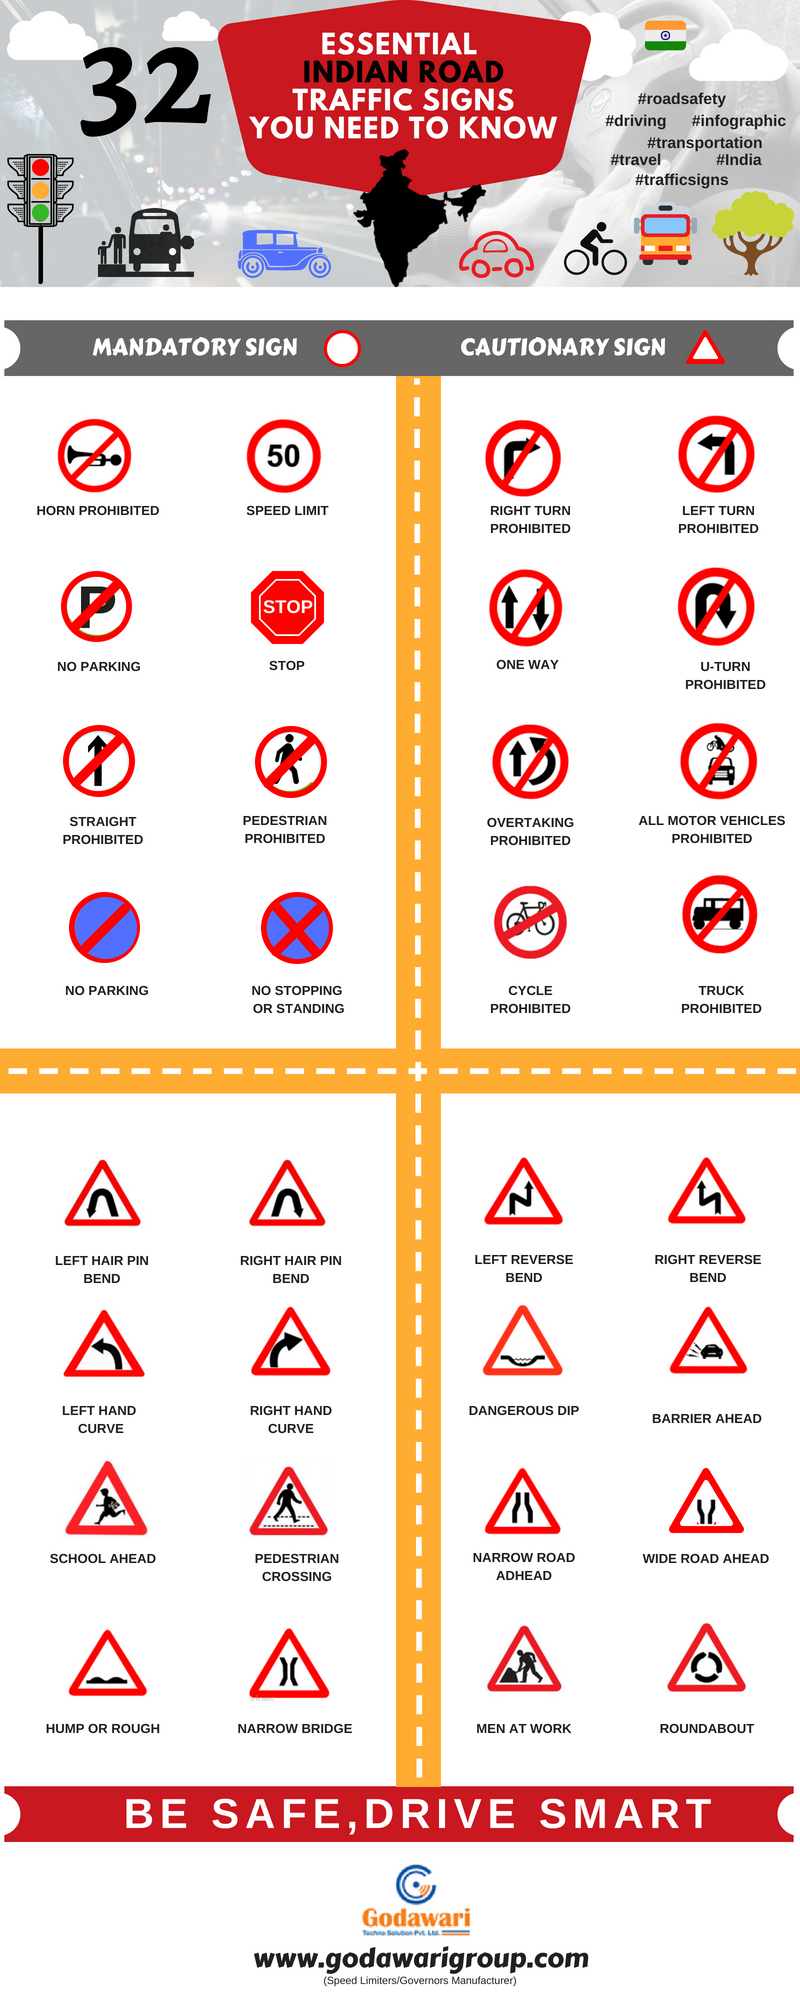 32
ESSENTIAL
INDIAN ROAD
TRAFFIC SIGNS
YOU NEED TO KNOW
#roadsafety
#driving #infographic
#transportation
#travel #India
#trafficsigns
MANDATORY SIGN
CAUTIONARY SIGN
HORN PROHIBITED
50
SPEED LIMIT
RIGHT TURN
PROHIBITED
LEFT TURN
PROHIBITED
P
NO PARKING
STOP
STOP
ONE WAY
U-TURN
PROHIBITED
STRAIGHT
PROHIBITED
PEDESTRIAN
PROHIBITED
OVERTAKING
PROHIBITED
ALL MOTOR VEHICLES
PROHIBITED
NO PARKING
NO STOPPING
OR STANDING
CYCLE
PROHIBITED
TRUCK
PROHIBITED
LEFT HAIR PIN
BEND
RIGHT HAIR PIN
BEND
LEFT REVERSE
BEND
RIGHT REVERSE
BEND
LEFT HAND
CURVE
RIGHT HAND
CURVE
DANGEROUS DIP
BARRIER AHEAD
SCHOOL AHEAD
PEDESTRIAN
CROSSING
NARROW ROAD
ADHEAD
WIDE ROAD AHEAD
HUMP OR ROUGH
NARROW BRIDGE
MEN AT WORK
ROUNDABOUT
BE SAFE,DRIVE SMART
Godawari
Techno Solution Pvt. Ltd.
www.godawarigroup.com
(Speed Limiters/Governors Manufacturer)